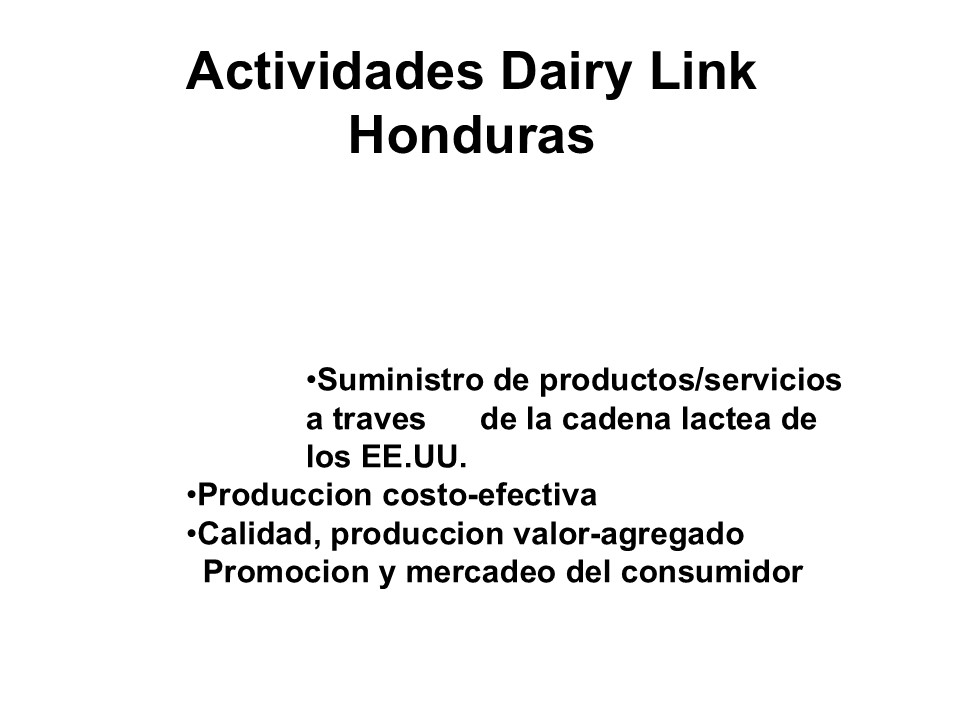 Actividades Dairy Link
Honduras
•Suministro de productos/servicios
a traves de la cadena lactea de
los EE.UU.
•Produccion costo-efectiva
•Calidad, produccion valor-agregado
Promocion y mercadeo del consumidor